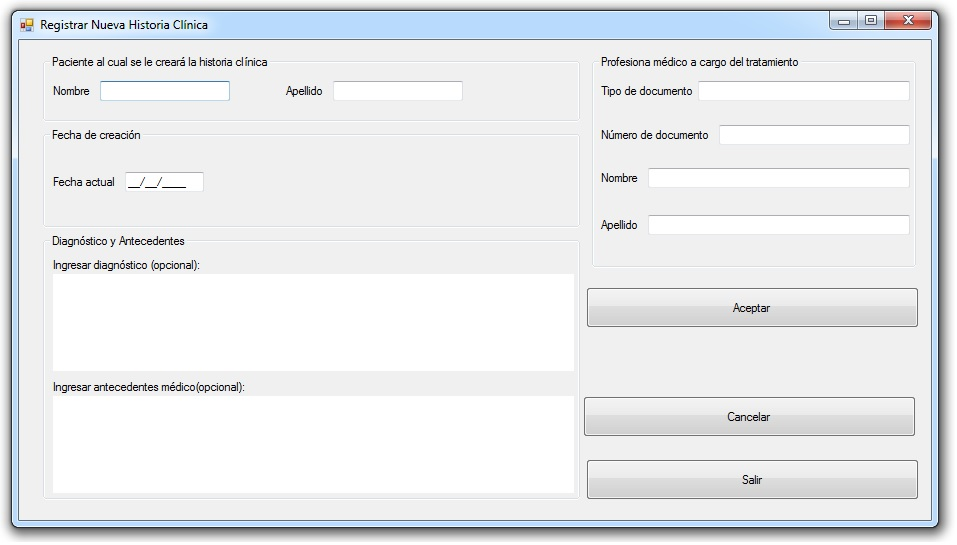 Registrar Nueva Historia Clínica
Paciente al cual se le creará la historia clínica
Nombre
Apellido
Fecha de creación
Fecha actual __/__/____
Diagnóstico y Antecedentes
Ingresar diagnóstico (opcional):
Ingresar antecedentes médico(opcional):
Profesiona médico a cargo del tratamiento
Tipo de documento
Número de documento
Nombre
Apellido
Aceptar
Cancelar
Salir